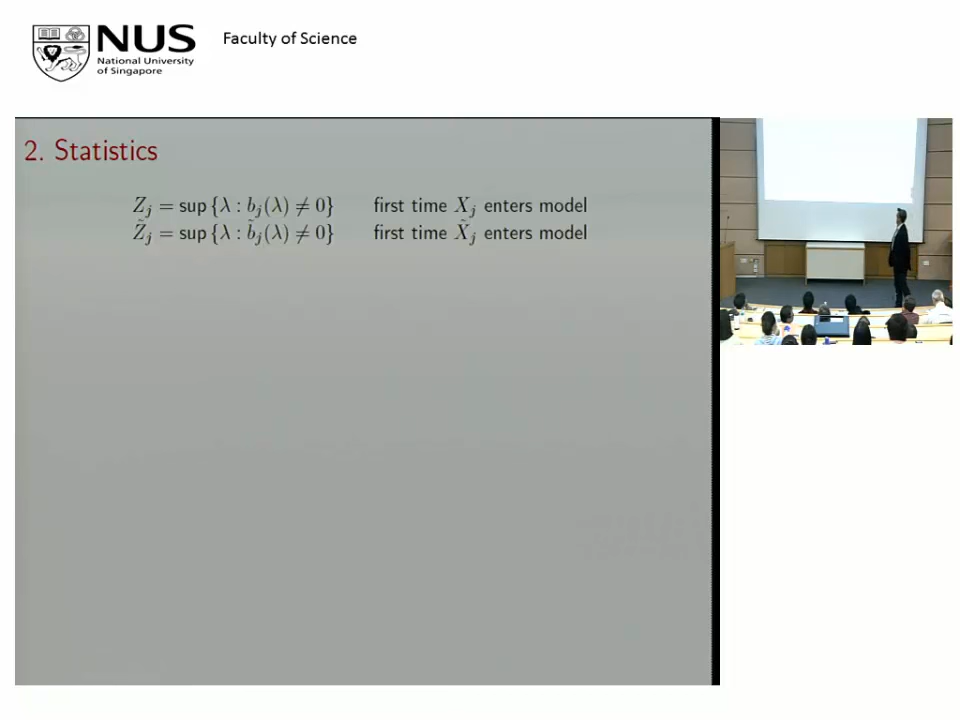 NUS
National University
of Singapore
Faculty of Science
2. Statistics
Z_j = sup {λ : b_j(λ) ≠ 0} first time X_j enters model
Z̃_j = sup {λ : b̃_j(λ) ≠ 0} first time X̃_j enters model